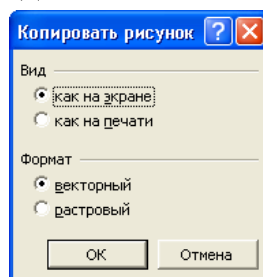 Копировать рисунок
Вид
как на экране
как на печати
Формат
векторный
растровый
ОК
Отмена